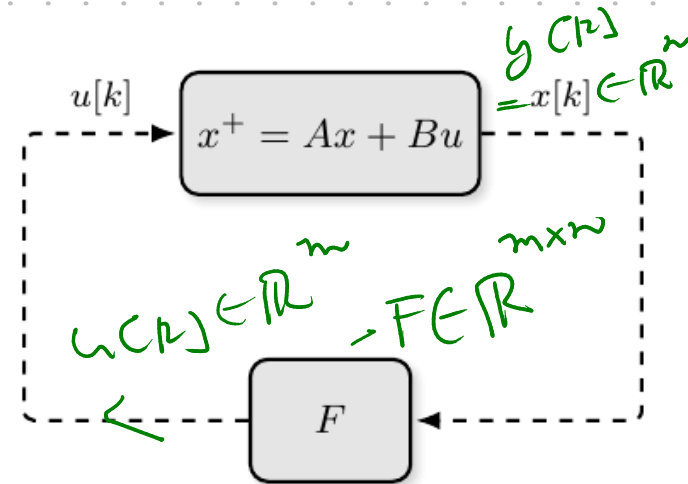 y[k]
u[k] = x[k] ∈ ℝⁿ
x⁺ = Ax + Bu
u[k] ∈ ℝᵐ F ∈ ℝᵐˣⁿ
F